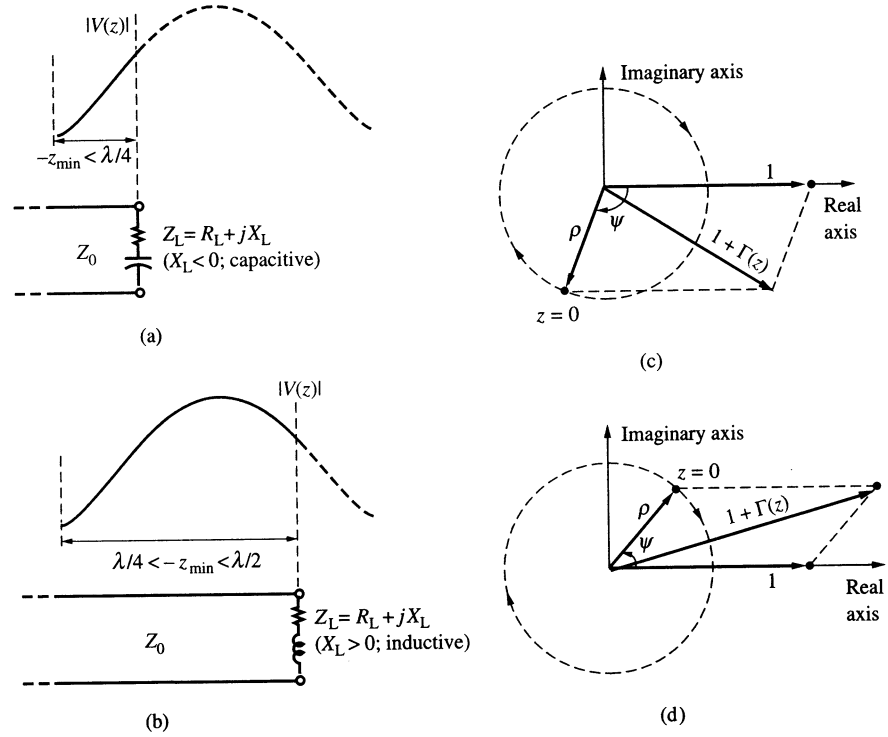 |V(z)|
−z_min < λ/4
Z_0
Z_L = R_L + jX_L
(X_L < 0; capacitive)
(a)
Imaginary axis
1
Real
axis
ρ
ψ
1 + Γ(z)
z = 0
(c)
|V(z)|
λ/4 < −z_min < λ/2
Z_0
Z_L = R_L + jX_L
(X_L > 0; inductive)
(b)
Imaginary axis
z = 0
ρ
1 + Γ(z)
ψ
1
Real
axis
(d)